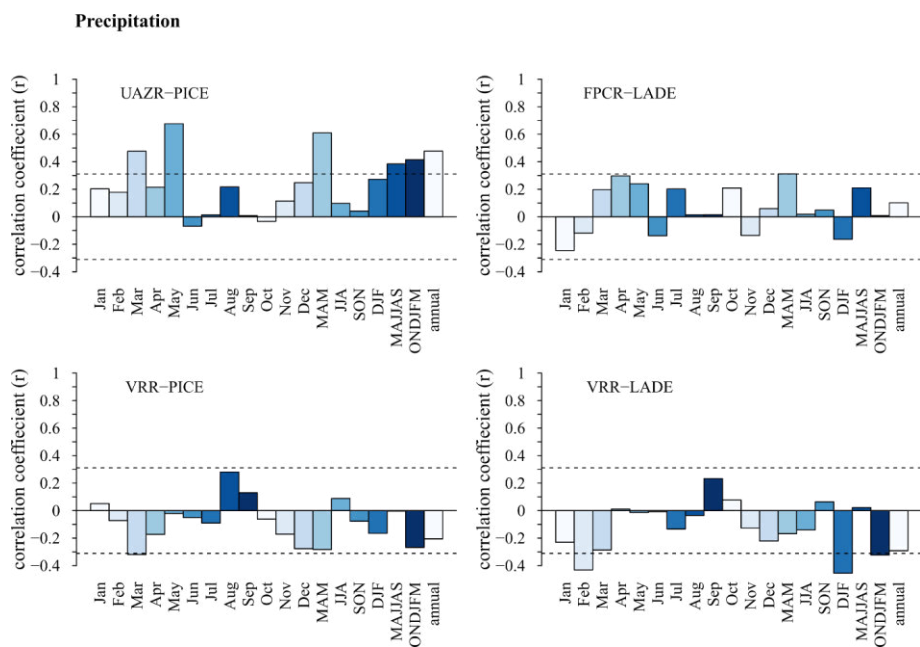 Precipitation
UAZR−PICE
correlation coeffiecient (r)
1
0.8
0.6
0.4
0.2
0
−0.2
−0.4
Jan
Feb
Mar
Apr
May
Jun
Jul
Aug
Sep
Oct
Nov
Dec
MAM
JJA
SON
DJF
MAJJAS
ONDJFM
annual
FPCR−LADE
correlation coeffiecient (r)
1
0.8
0.6
0.4
0.2
0
−0.2
−0.4
Jan
Feb
Mar
Apr
May
Jun
Jul
Aug
Sep
Oct
Nov
Dec
MAM
JJA
SON
DJF
MAJJAS
ONDJFM
annual
VRR−PICE
correlation coeffiecient (r)
1
0.8
0.6
0.4
0.2
0
−0.2
−0.4
Jan
Feb
Mar
Apr
May
Jun
Jul
Aug
Sep
Oct
Nov
Dec
MAM
JJA
SON
DJF
MAJJAS
ONDJFM
annual
VRR−LADE
correlation coeffiecient (r)
1
0.8
0.6
0.4
0.2
0
−0.2
−0.4
Jan
Feb
Mar
Apr
May
Jun
Jul
Aug
Sep
Oct
Nov
Dec
MAM
JJA
SON
DJF
MAJJAS
ONDJFM
annual